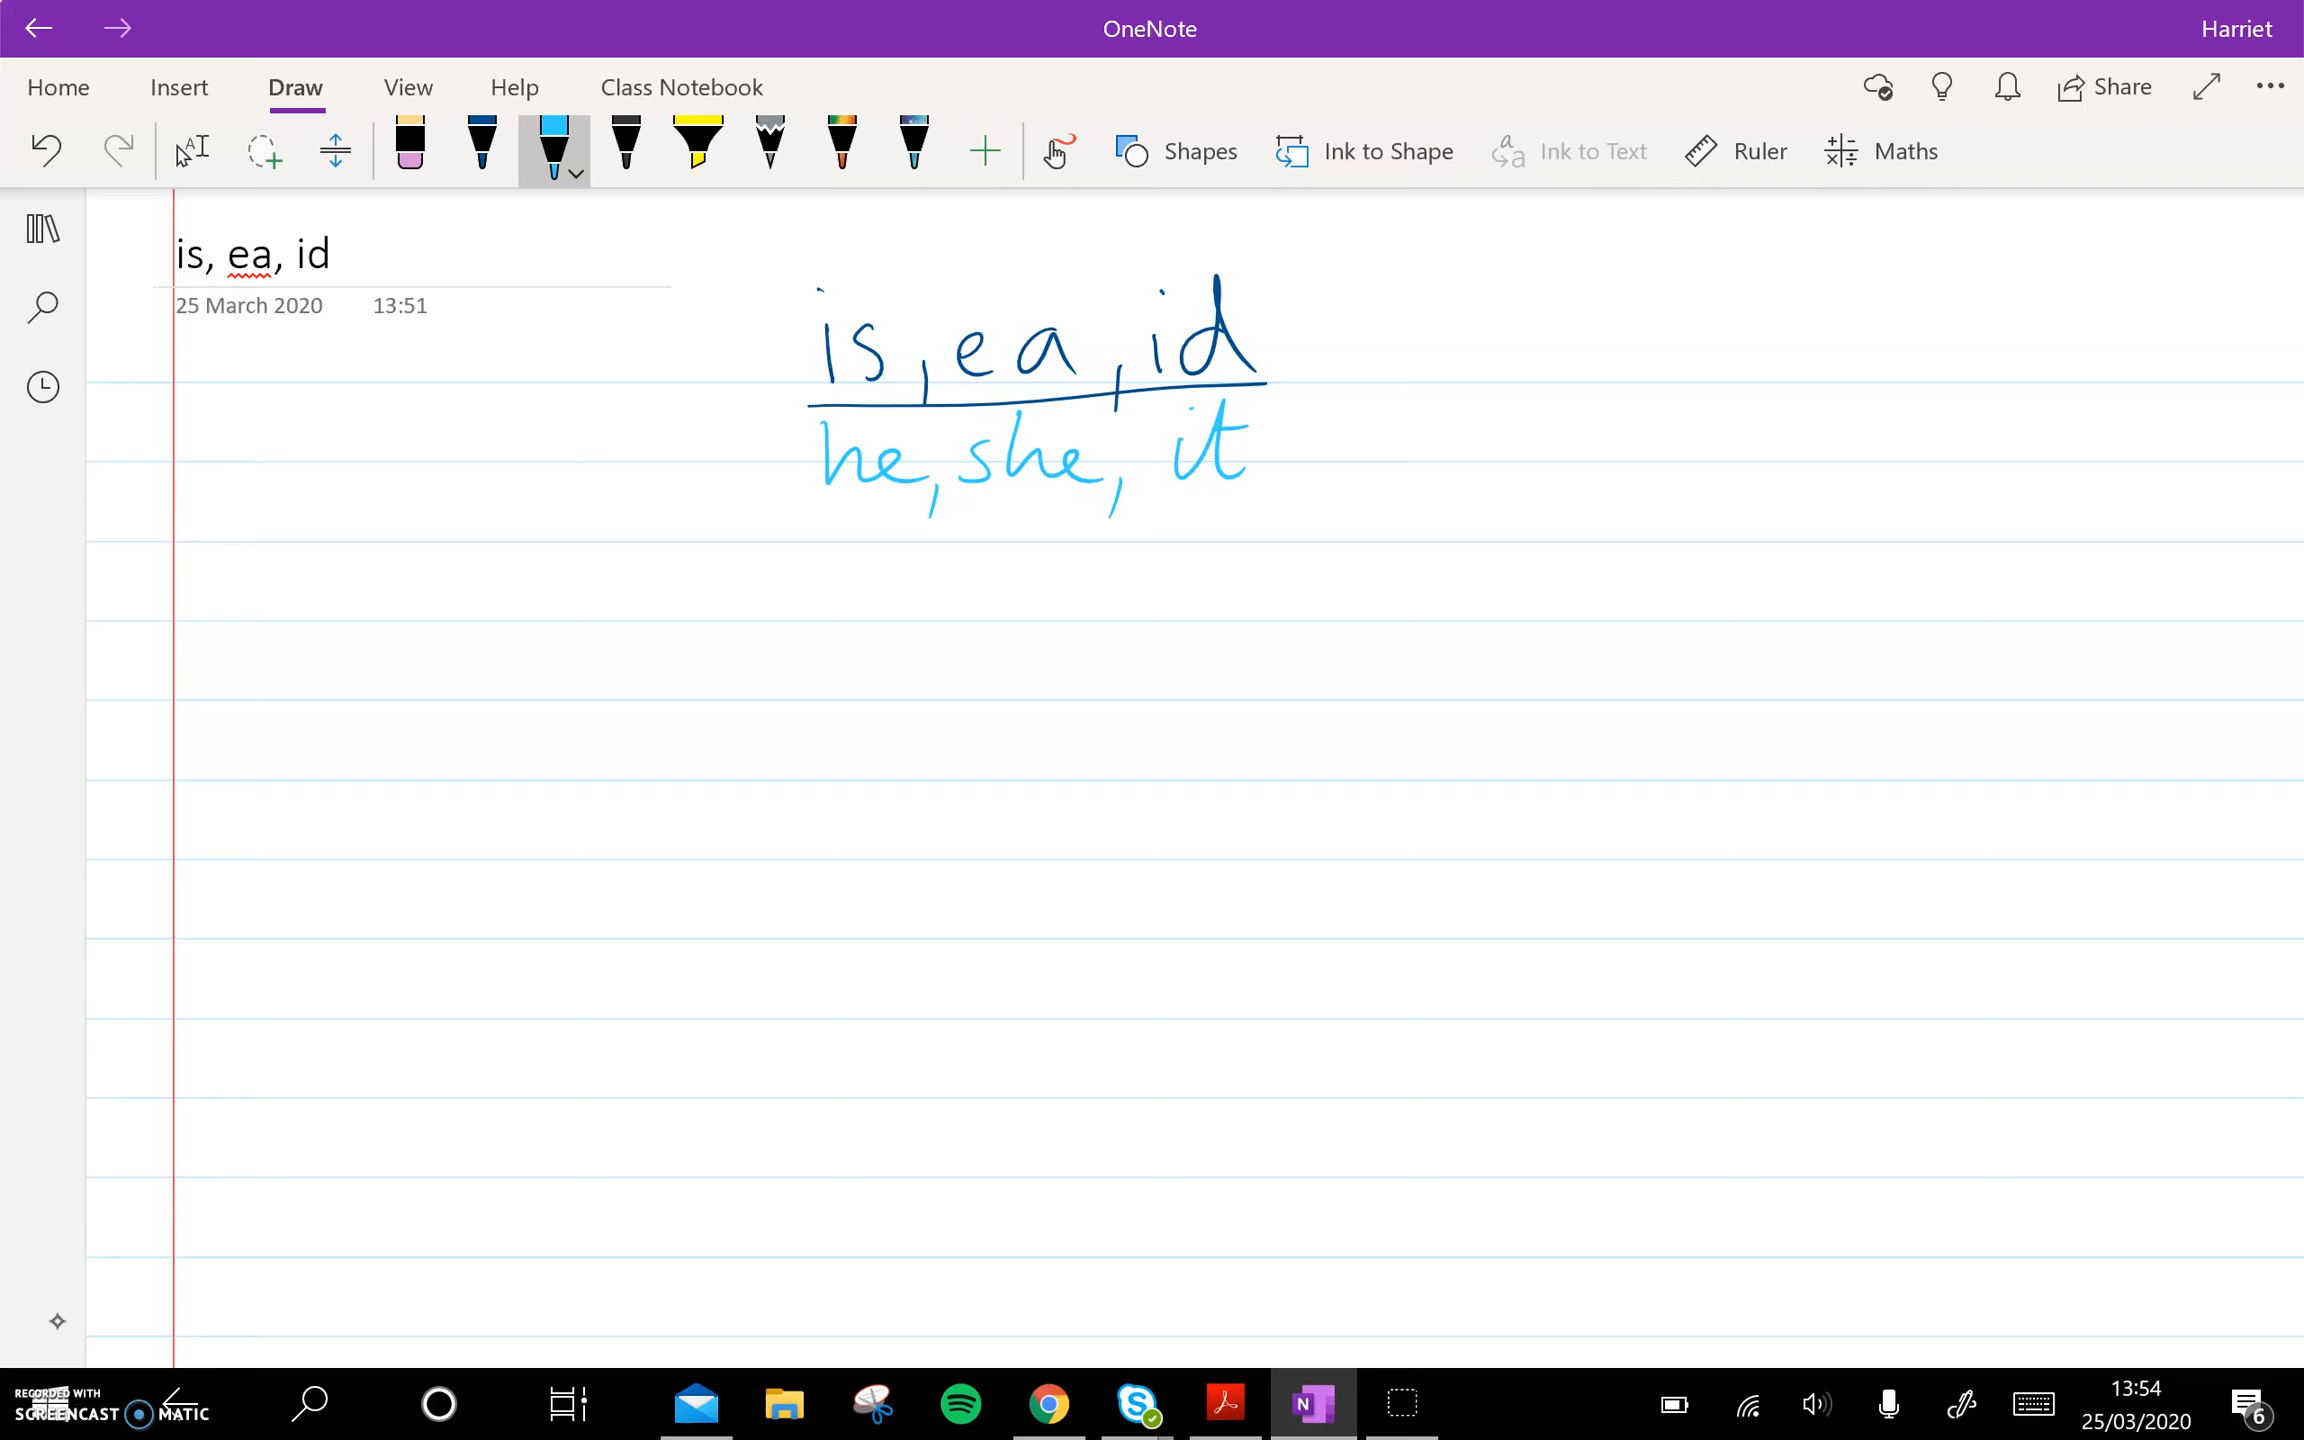 OneNote
Harriet
Home Insert Draw View Help Class Notebook Share
Shapes Ink to Shape Ink to Text Ruler Maths
is, ea, id
25 March 2020 13:51
is, ea, id
he, she, it
RECORDED WITH
SCREENCAST MATIC
13:54
25/03/2020
6